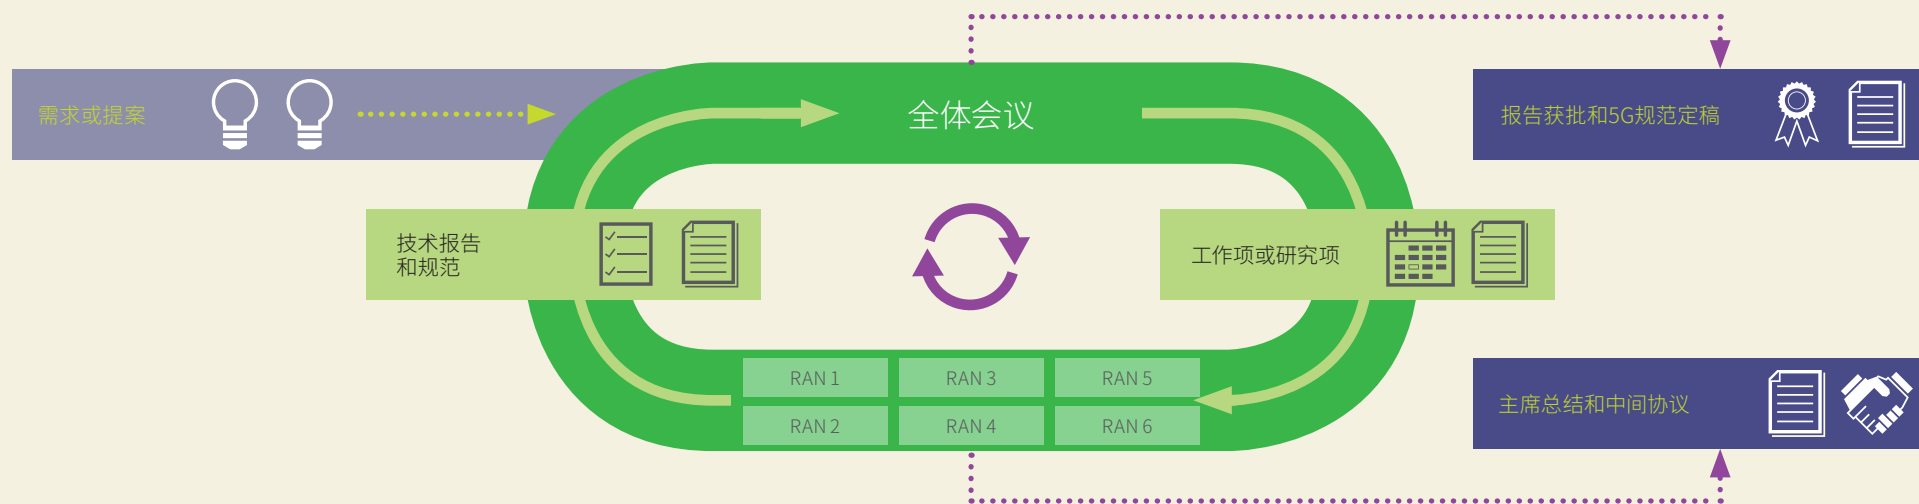 需求或提案
全体会议
报告获批和5G规范定稿
技术报告
和规范
工作项或研究项
RAN 1
RAN 3
RAN 5
RAN 2
RAN 4
RAN 6
主席总结和中间协议